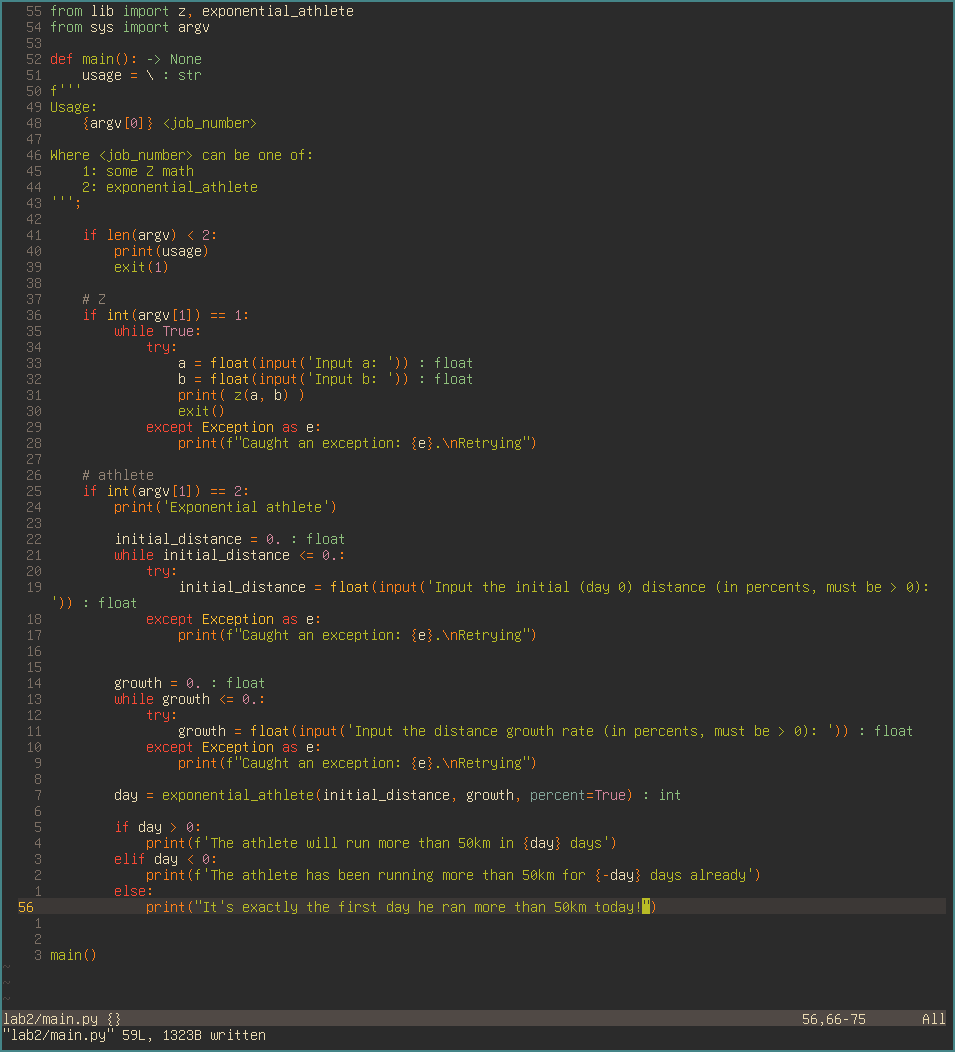 55 from lib import z, exponential_athlete
54 from sys import argv
53
52 def main(): -> None
51     usage = \ : str
50 f'''
49 Usage:
48     {argv[0]} <job_number>
47
46 Where <job_number> can be one of:
45     1: some Z math
44     2: exponential_athlete
43 ''';
42
41     if len(argv) < 2:
40         print(usage)
39         exit(1)
38
37     # Z
36     if int(argv[1]) == 1:
35         while True:
34             try:
33                 a = float(input('Input a: ')) : float
32                 b = float(input('Input b: ')) : float
31                 print( z(a, b) )
30                 exit()
29             except Exception as e:
28                 print(f"Caught an exception: {e}.\nRetrying")
27
26     # athlete
25     if int(argv[1]) == 2:
24         print('Exponential athlete')
23
22         initial_distance = 0. : float
21         while initial_distance <= 0.:
20             try:
19                 initial_distance = float(input('Input the initial (day 0) distance (in percents, must be > 0):
')) : float
18             except Exception as e:
17                 print(f"Caught an exception: {e}.\nRetrying")
16
15
14         growth = 0. : float
13         while growth <= 0.:
12             try:
11                 growth = float(input('Input the distance growth rate (in percents, must be > 0): ')) : float
10             except Exception as e:
9                 print(f"Caught an exception: {e}.\nRetrying")
8
7         day = exponential_athlete(initial_distance, growth, percent=True) : int
6
5         if day > 0:
4             print(f'The athlete will run more than 50km in {day} days')
3         elif day < 0:
2             print(f'The athlete has been running more than 50km for {-day} days already')
1         else:
56             print("It's exactly the first day he ran more than 50km today!")
1
2
3 main()
~
~
~
lab2/main.py {} 56,66-75 All
"lab2/main.py" 59L, 1323B written